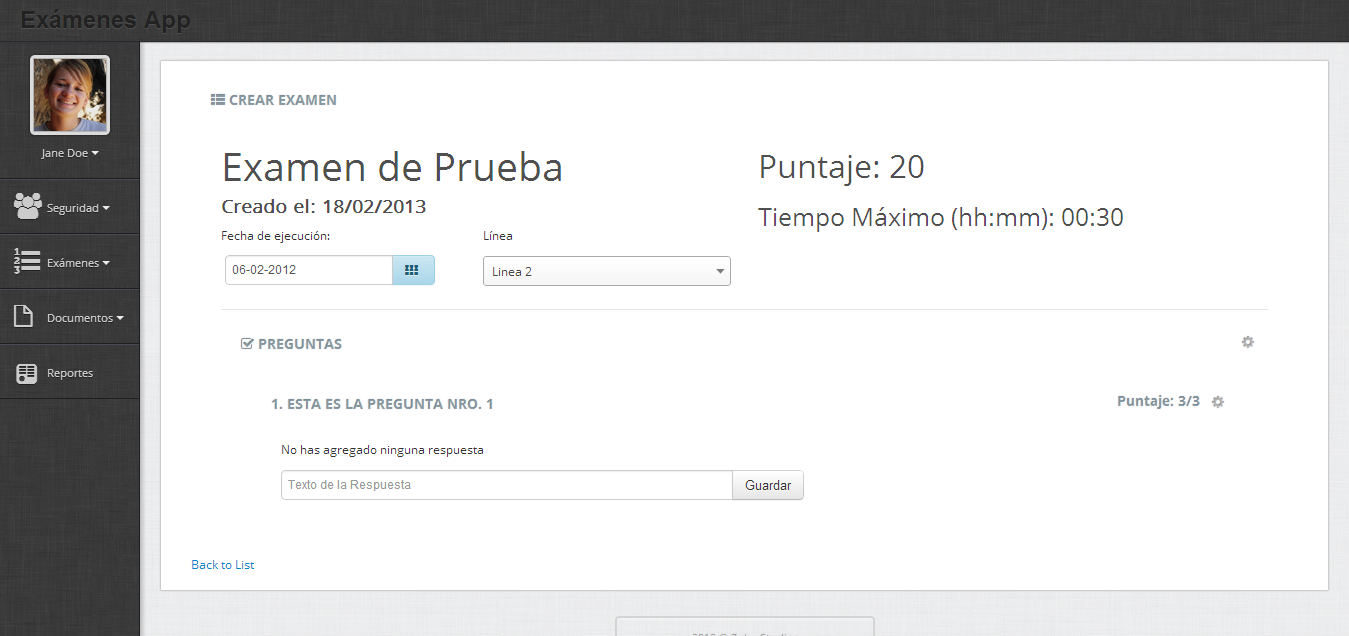 Exámenes App
Jane Doe
Seguridad
Exámenes
Documentos
Reportes
CREAR EXAMEN
Examen de Prueba
Creado el: 18/02/2013
Fecha de ejecución:
06-02-2012
Línea
Linea 2
Puntaje: 20
Tiempo Máximo (hh:mm): 00:30
PREGUNTAS
1. ESTA ES LA PREGUNTA NRO. 1
Puntaje: 3/3
No has agregado ninguna respuesta
Texto de la Respuesta
Guardar
Back to List